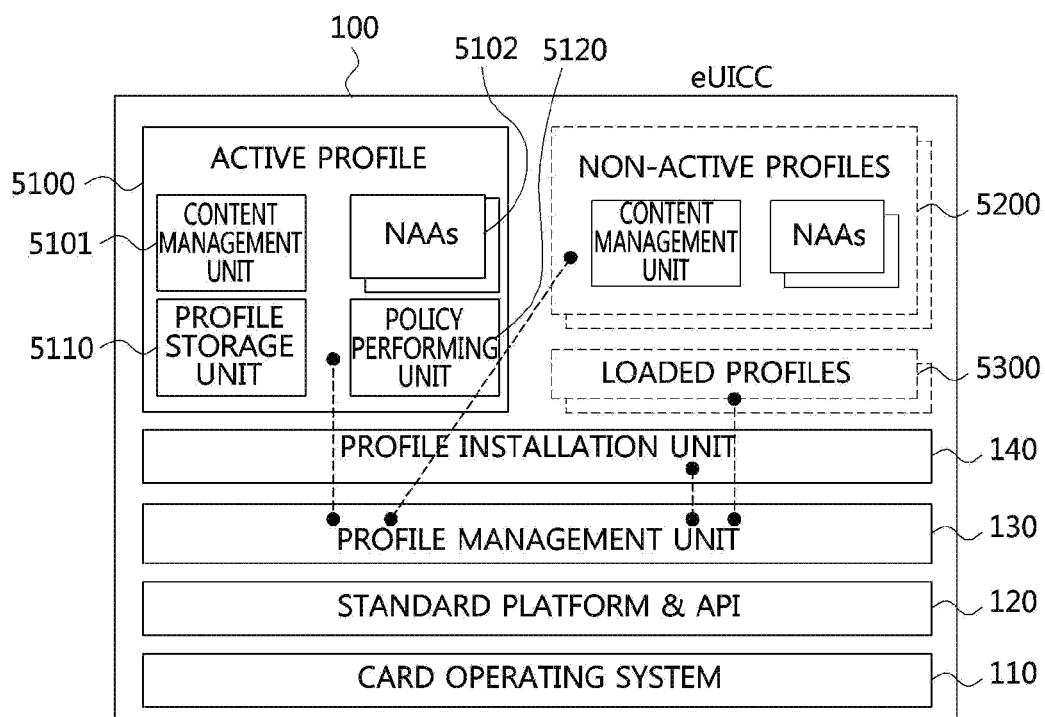 100
5102
5120
eUICC
ACTIVE PROFILE
5100
CONTENT
MANAGEMENT
UNIT
5101
NAAs
PROFILE
STORAGE
UNIT
5110
POLICY
PERFORMING
UNIT
NON-ACTIVE PROFILES
5200
CONTENT
MANAGEMENT
UNIT
NAAs
LOADED PROFILES
5300
PROFILE INSTALLATION UNIT
140
PROFILE MANAGEMENT UNIT
130
STANDARD PLATFORM & API
120
CARD OPERATING SYSTEM
110